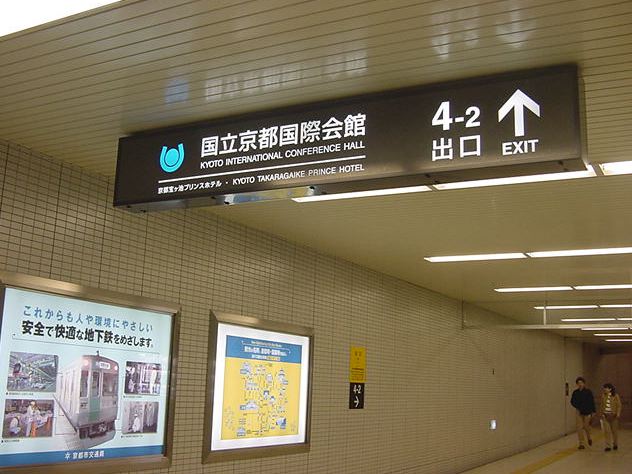 国立京都国際会館
KYOTO INTERNATIONAL CONFERENCE HALL
京都宝ヶ池プリンスホテル・KYOTO TAKARAGAIKE PRINCE HOTEL
4-2
出口
EXIT
これからも人や環境にやさしい
安全で快適な地下鉄をめざします。
京都市交通局
4-2